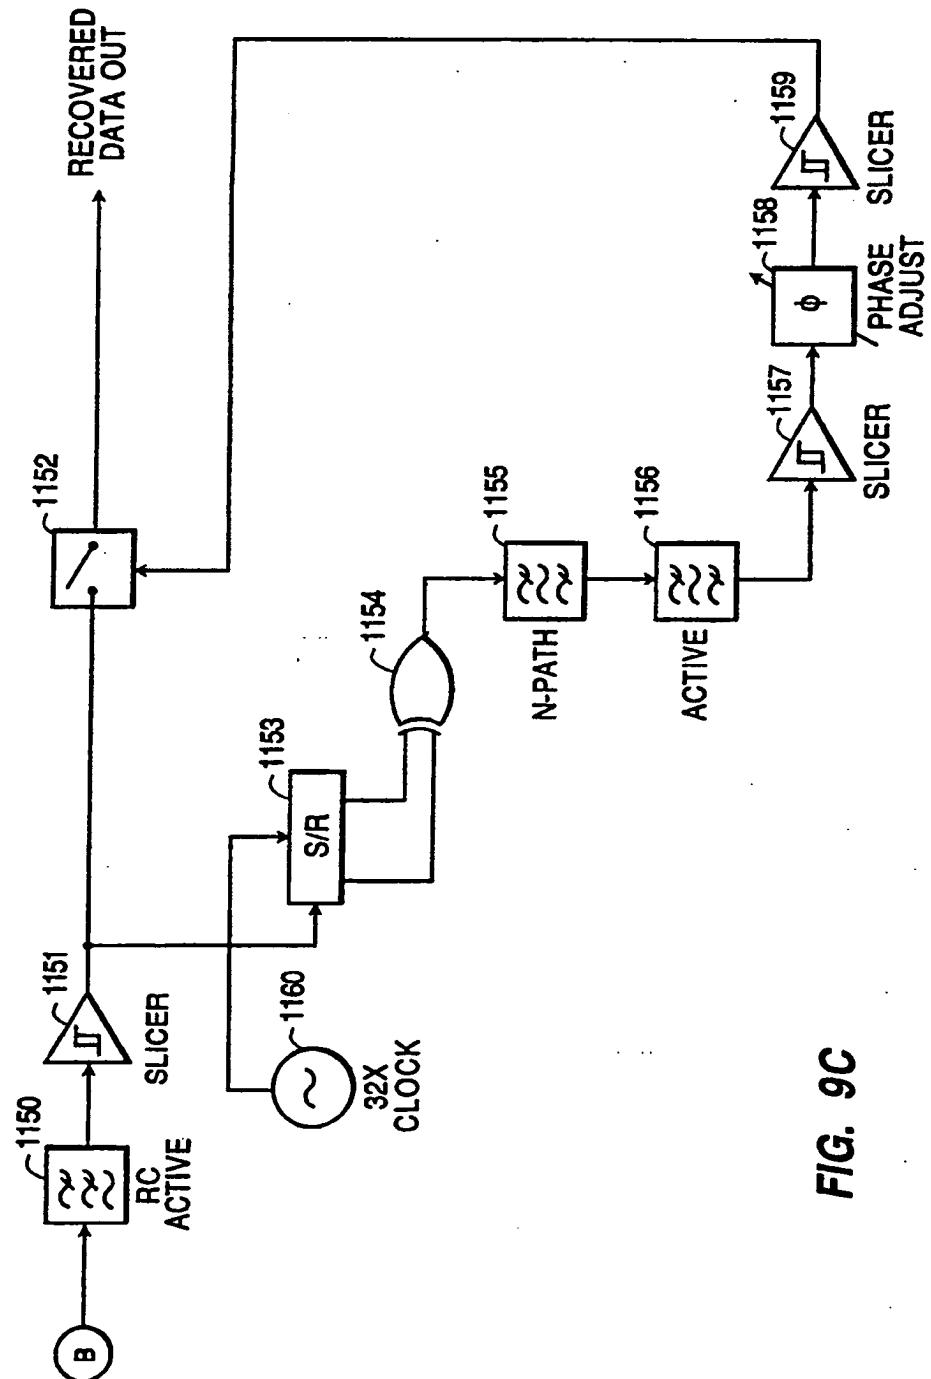 B
1150
RC
ACTIVE
1151
SLICER
1152
RECOVERED
DATA OUT
1160
32X
CLOCK
1153
S/R
1154
1155
N-PATH
1156
ACTIVE
1157
SLICER
1158
ϕ
PHASE
ADJUST
1159
SLICER
FIG. 9C